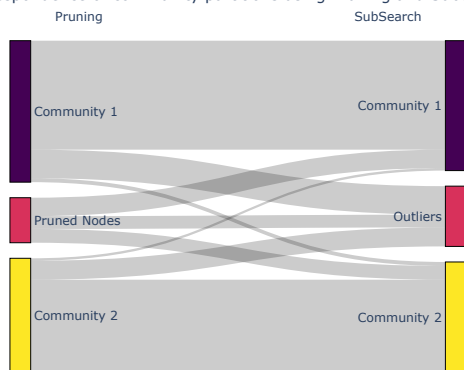 Pruning
SubSearch
Community 1
Community 1
Pruned Nodes
Outliers
Community 2
Community 2